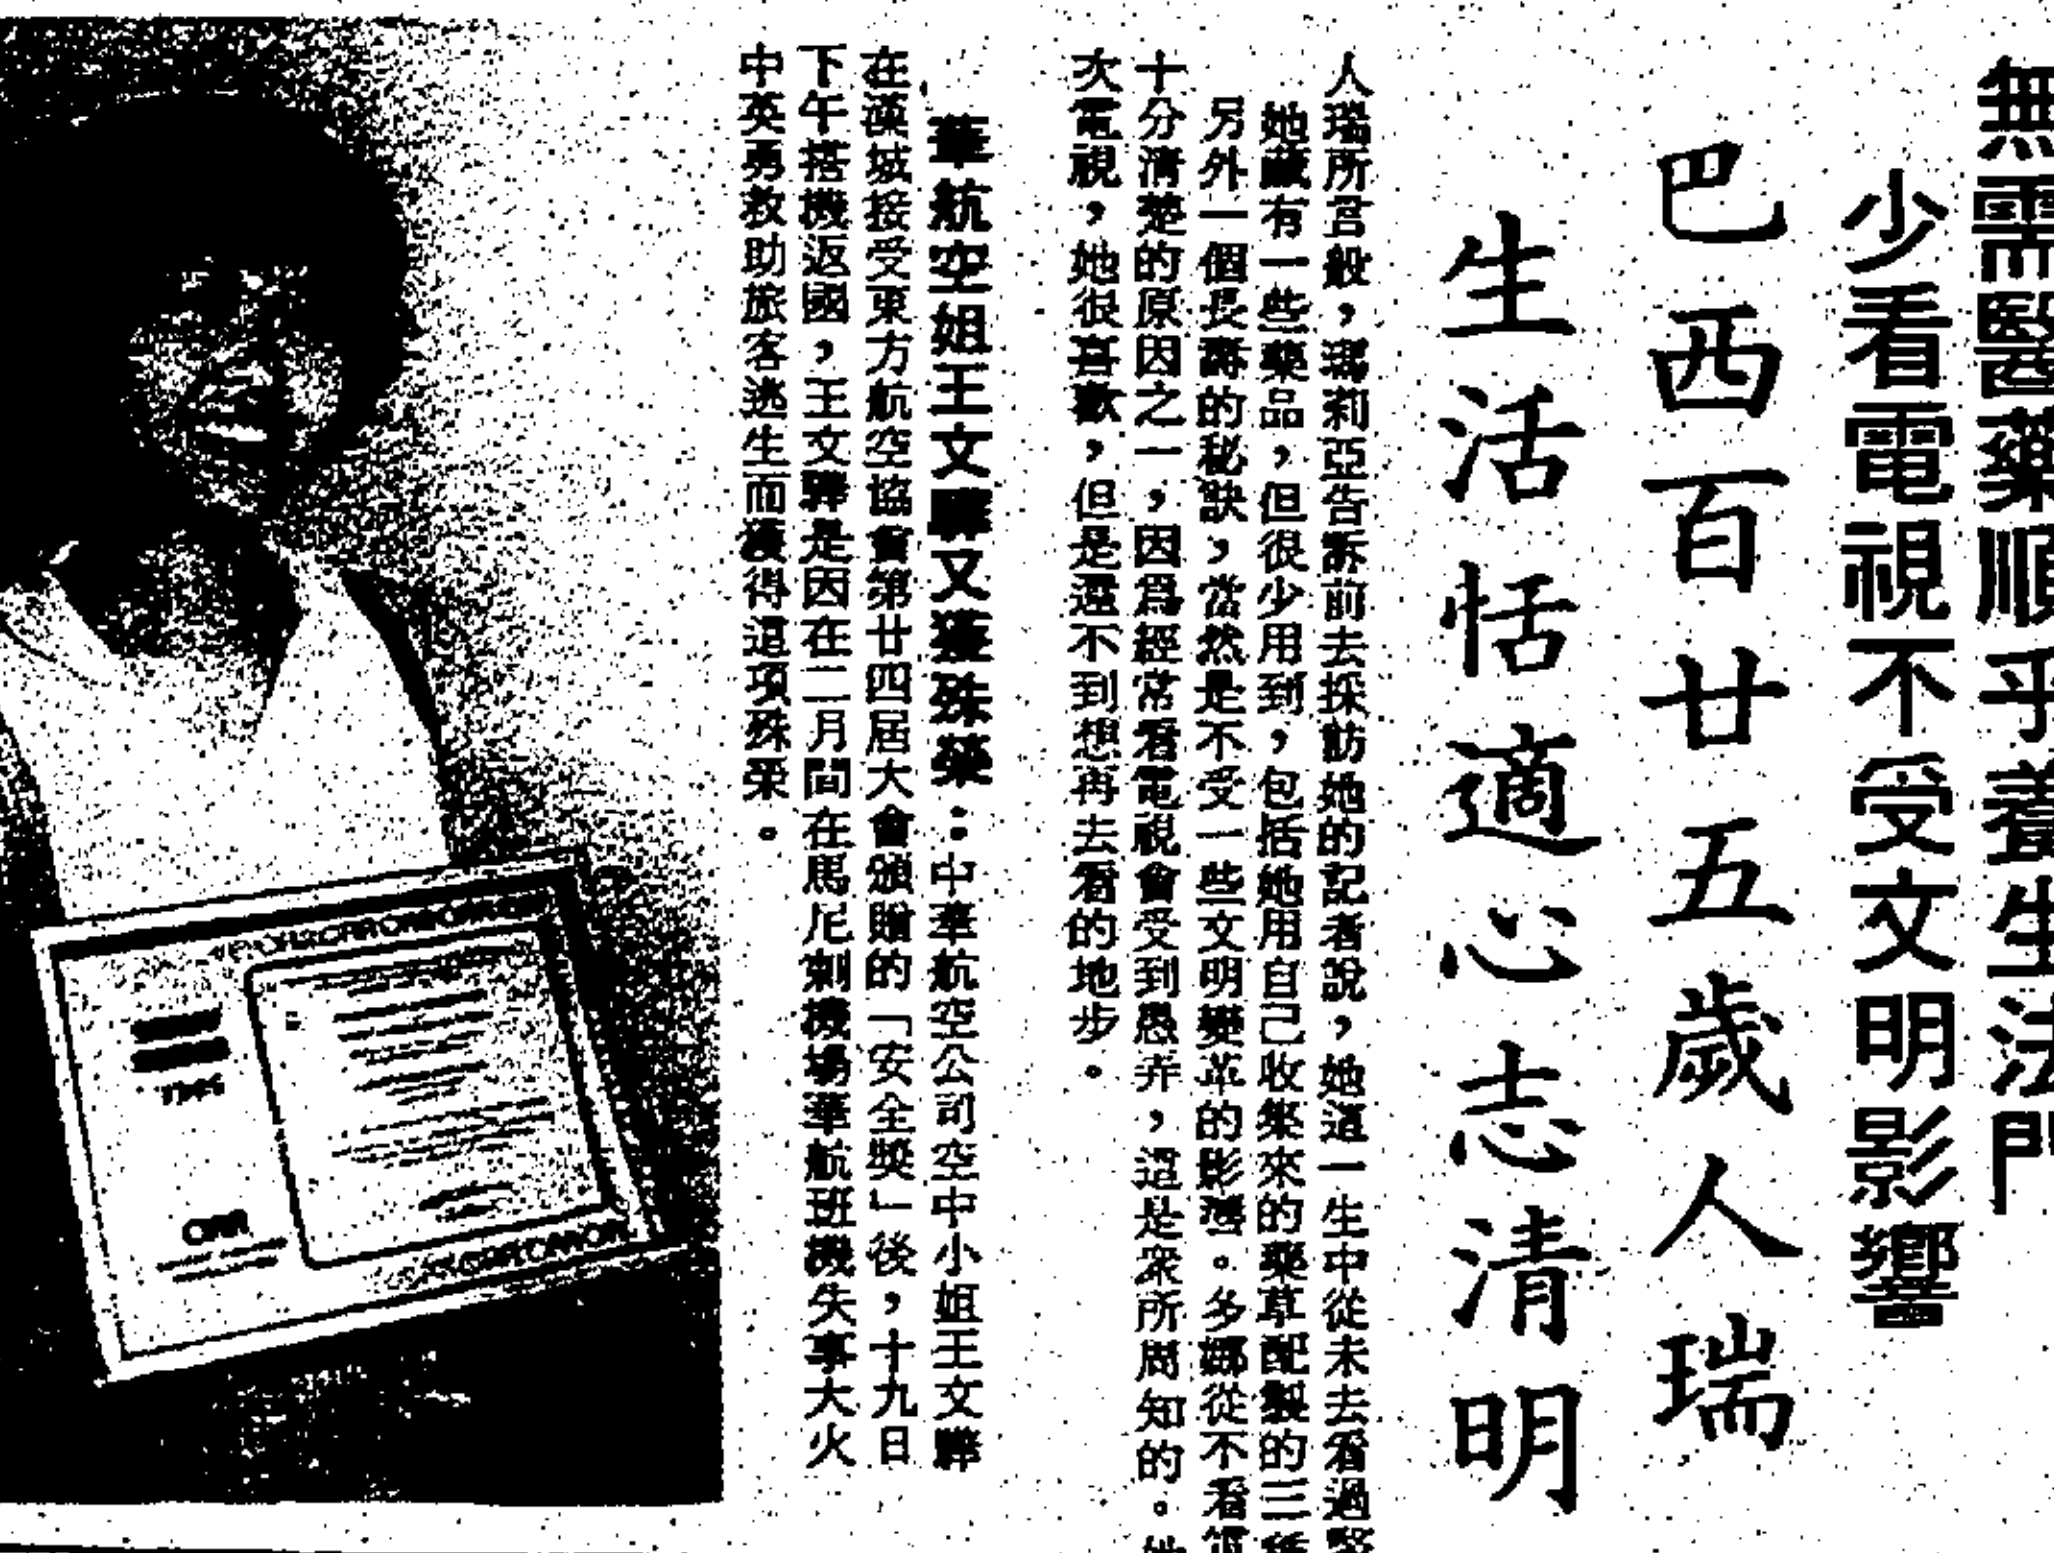 無需醫藥順乎養生法門
少看電視不受文明影響
巴西百廿五歲人瑞
生活恬適心志清明
人瑞所言般，瑪莉亞告訴前去採訪她的記者說，她這一生中從未去看過醫
她藏有一些藥品，但很少用到，包括她用自己收集來的藥草配製的三種
另外一個長壽的秘訣，當然是不受一些文明變革的影響。多娜從不看電
十分清楚的原因之一，因爲經常看電視會受到愚弄，這是衆所周知的。她
次電視，她很喜歡，但是還不到想再去看的地步。
華航空姐王文驊又獲殊榮：中華航空公司空中小姐王文驊
在漢城接受東方航空協會第廿四屆大會頒贈的「安全獎」後，十九日
下午搭機返國，王文驊是因在二月間在馬尼剌機場華航班機失事大火
中英勇救助旅客逃生而獲得這項殊榮。